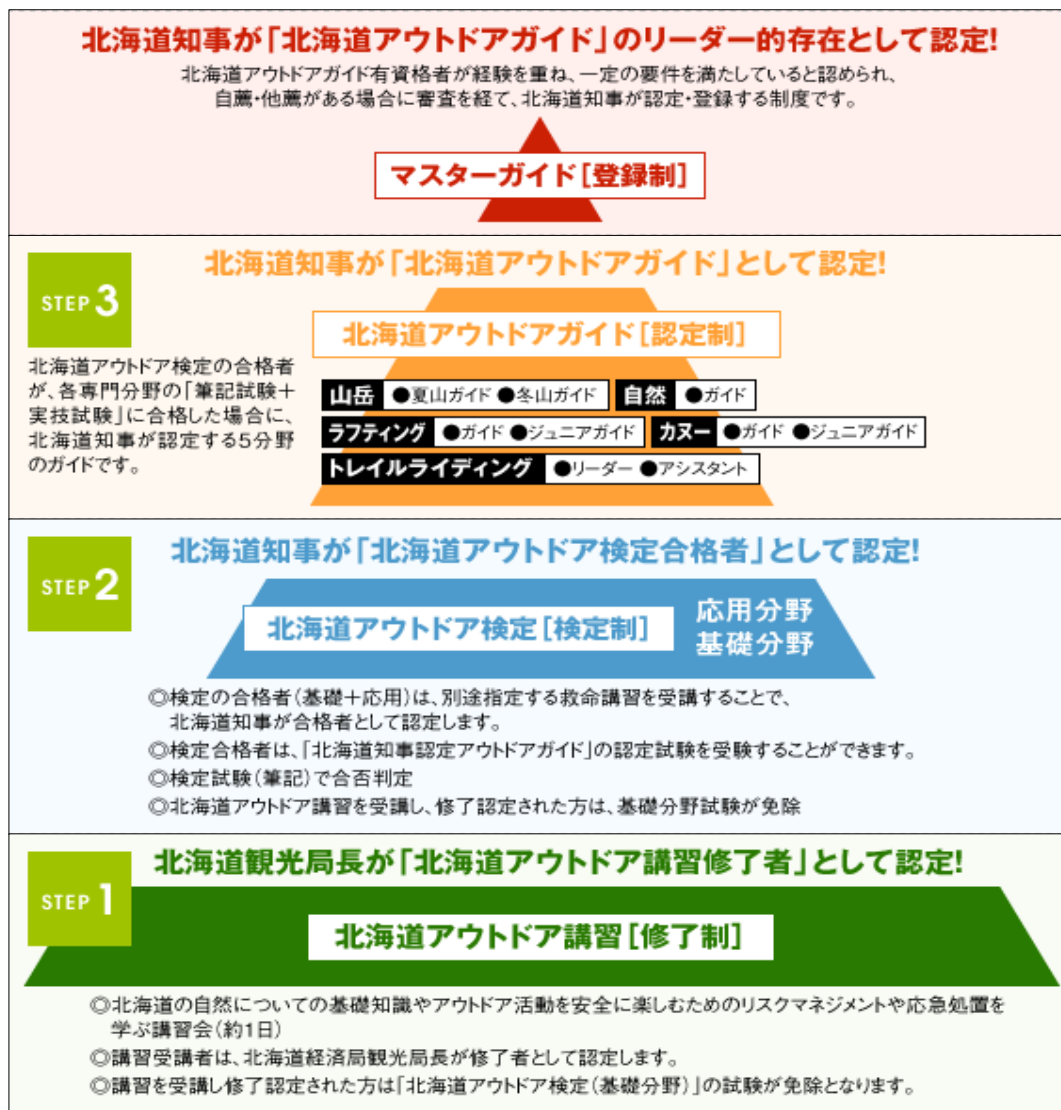 北海道知事が「北海道アウトドアガイド」のリーダー的存在として認定!
北海道アウトドアガイド有資格者が経験を重ね、一定の要件を満たしていると認められ、
自薦・他薦がある場合に審査を経て、北海道知事が認定・登録する制度です。
マスターガイド[登録制]
STEP 3
北海道知事が「北海道アウトドアガイド」として認定!
北海道アウトドアガイド[認定制]
北海道アウトドア検定の合格者
が、各専門分野の「筆記試験+
実技試験」に合格した場合に、
北海道知事が認定する5分野
のガイドです。
山岳 ●夏山ガイド ●冬山ガイド 自然 ●ガイド
ラフティング ●ガイド ●ジュニアガイド カヌー ●ガイド ●ジュニアガイド
トレイルライディング ●リーダー ●アシスタント
STEP 2
北海道知事が「北海道アウトドア検定合格者」として認定!
北海道アウトドア検定[検定制]
応用分野
基礎分野
◎検定の合格者(基礎+応用)は、別途指定する救命講習を受講することで、
北海道知事が合格者として認定します。
◎検定合格者は、「北海道知事認定アウトドアガイド」の認定試験を受験することができます。
◎検定試験(筆記)で合否判定
◎北海道アウトドア講習を受講し、修了認定された方は、基礎分野試験が免除
STEP 1
北海道観光局長が「北海道アウトドア講習修了者」として認定!
北海道アウトドア講習[修了制]
◎北海道の自然についての基礎知識やアウトドア活動を安全に楽しむためのリスクマネジメントや応急処置を
学ぶ講習会(約1日)
◎講習受講者は、北海道経済局観光局長が修了者として認定します。
◎講習を受講し修了認定された方は「北海道アウトドア検定(基礎分野)」の試験が免除となります。